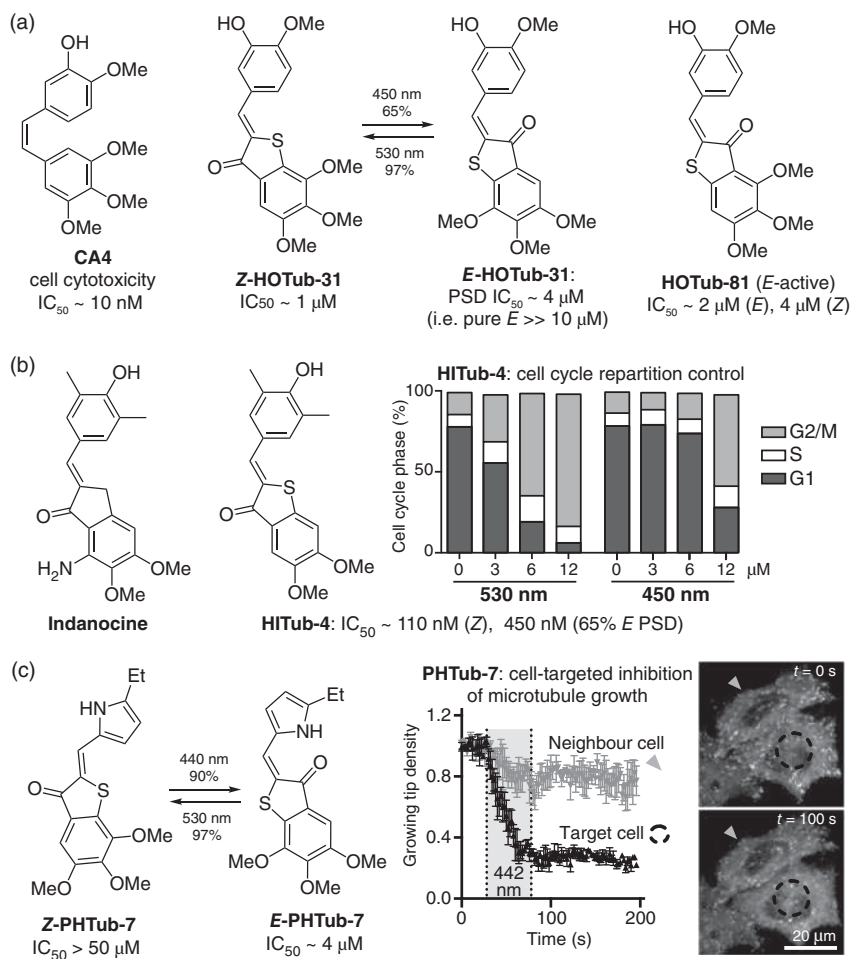 (a)
OH
OMe
OMe
OMe
OMe
CA4
cell cytotoxicity
IC50 ~ 10 nM
HO
OMe
S
O
OMe
OMe
OMe
Z-HOTub-31
IC50 ~ 1 μM
450 nm
65%
530 nm
97%
HO
OMe
O
S
MeO
OMe
OMe
E-HOTub-31:
PSD IC50 ~ 4 μM
(i.e. pure E >> 10 μM)
HO
OMe
O
S
OMe
OMe
OMe
HOTub-81 (E-active)
IC50 ~ 2 μM (E), 4 μM (Z)
(b)
OH
O
H2N
OMe
OMe
Indanocine
OH
S
O
OMe
OMe
HITub-4: IC50 ~ 110 nM (Z), 450 nM (65% E PSD)
HITub-4: cell cycle repartition control
Cell cycle phase (%)
100
50
0
0 3 6 12 0 3 6 12 μM
530 nm 450 nm
G2/M
S
G1
(c)
Et
HN
S
O
OMe
OMe
MeO
Z-PHTub-7
IC50 > 50 μM
440 nm
90%
530 nm
97%
Et
NH
O
S
MeO
OMe
OMe
E-PHTub-7
IC50 ~ 4 μM
PHTub-7: cell-targeted inhibition
of microtubule growth
Growing tip density
1.2
0.8
0.4
0.0
Neighbour cell
Target cell
442
nm
0 100 200
Time (s)
t = 0 s
t = 100 s
20 μm